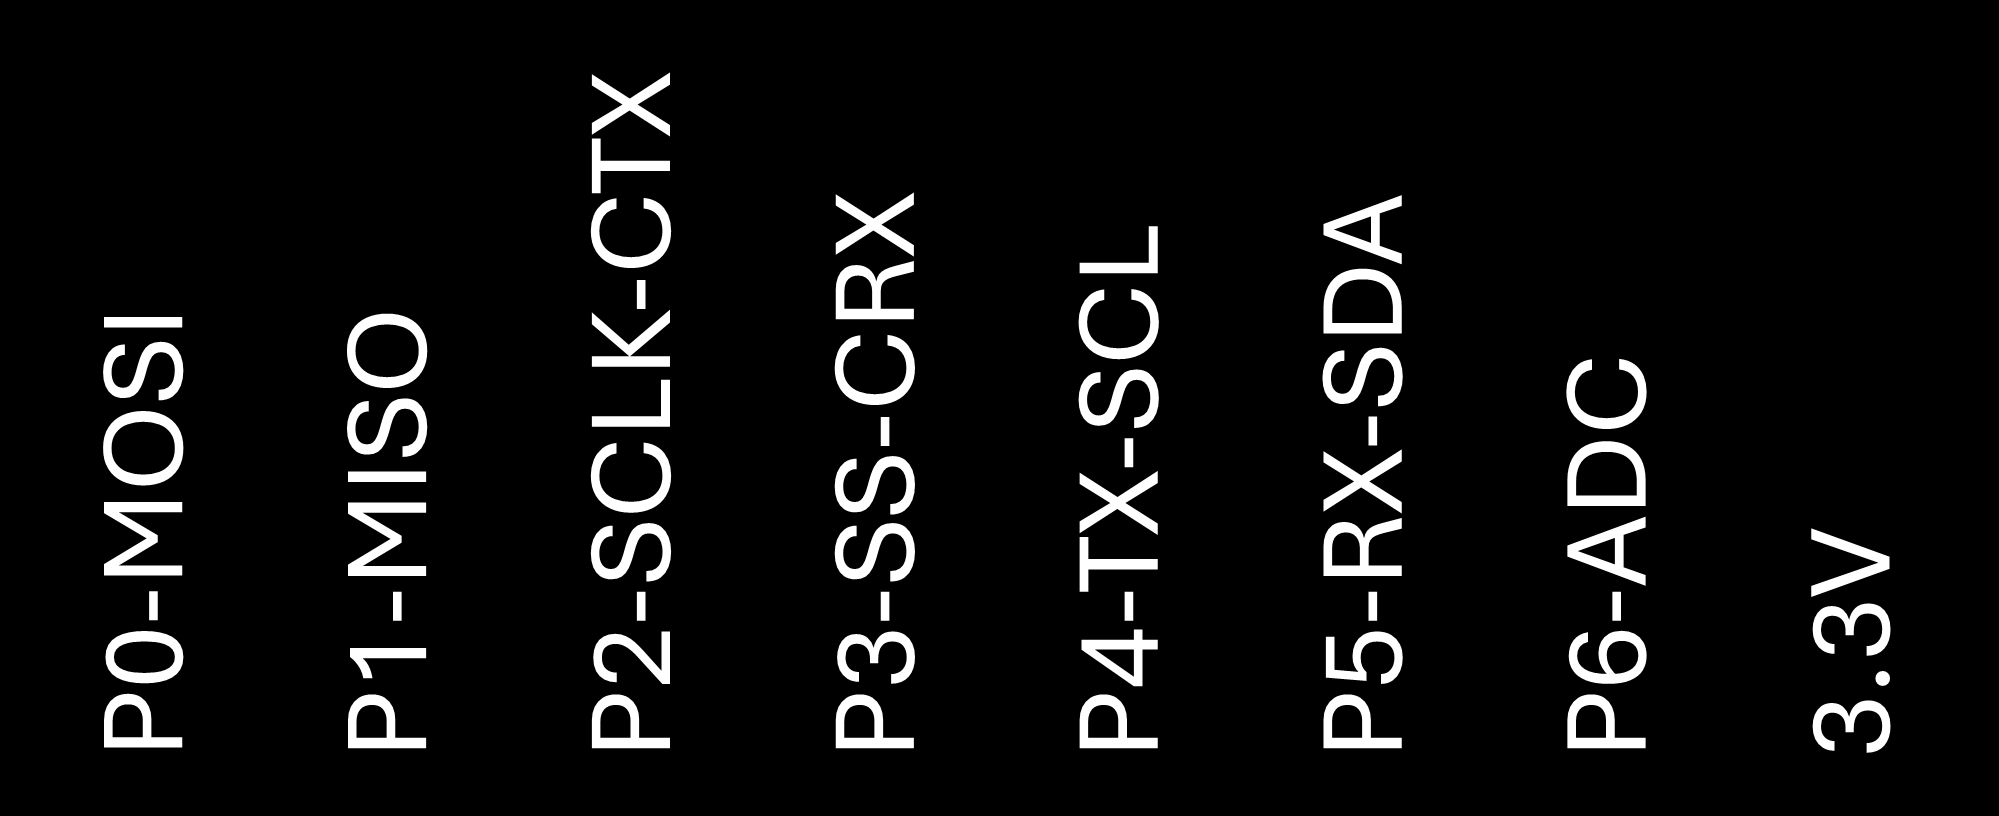 P0-MOSI
P1-MISO
P2-SCLK-CTX
P3-SS-CRX
P4-TX-SCL
P5-RX-SDA
P6-ADC
3.3V